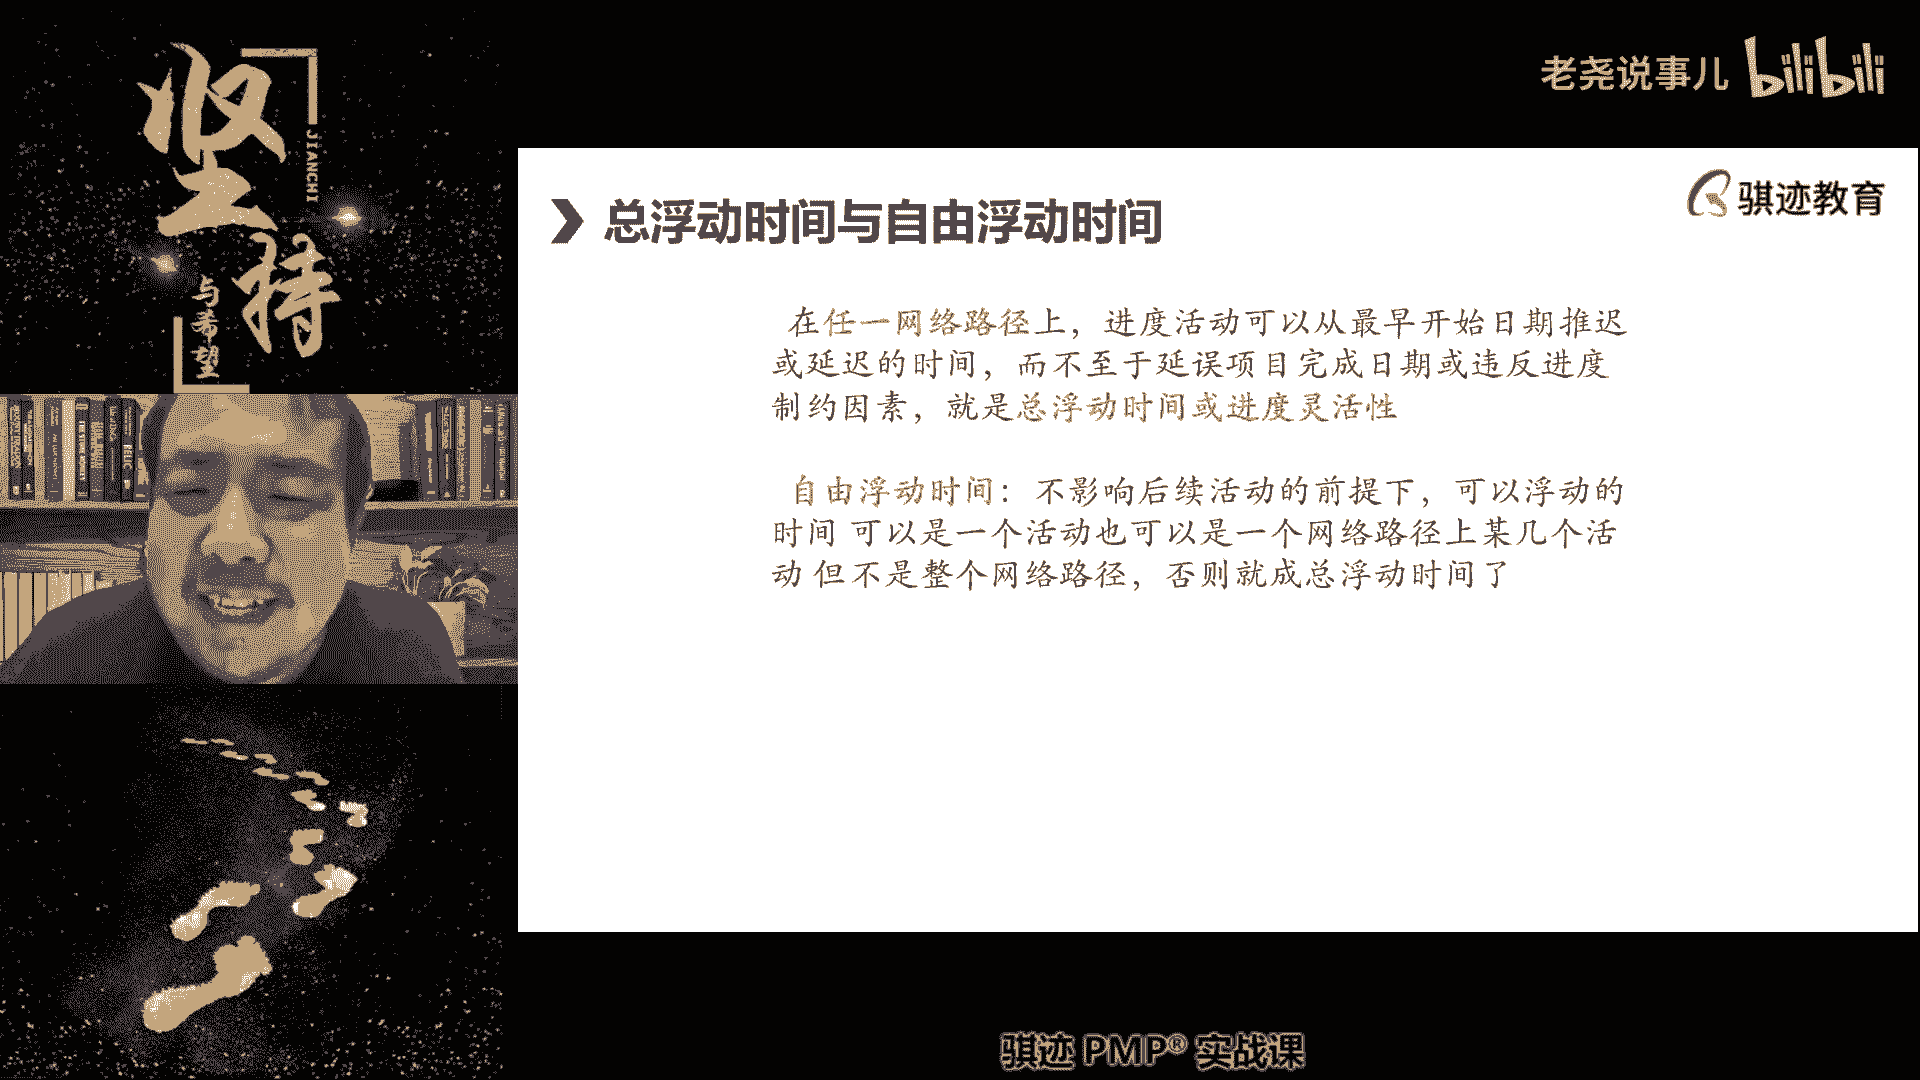 坚持
JIANCHI
与希望
老尧说事儿 bilibili
骐迹教育
总浮动时间与自由浮动时间
在任一网络路径上，进度活动可以从最早开始日期推迟
或延迟的时间，而不至于延误项目完成日期或违反进度
制约因素，就是总浮动时间或进度灵活性
自由浮动时间： 不影响后续活动的前提下，可以浮动的
时间 可以是一个活动也可以是一个网络路径上某几个活
动 但不是整个网络路径，否则就成总浮动时间了
骐迹 PMP® 实战课